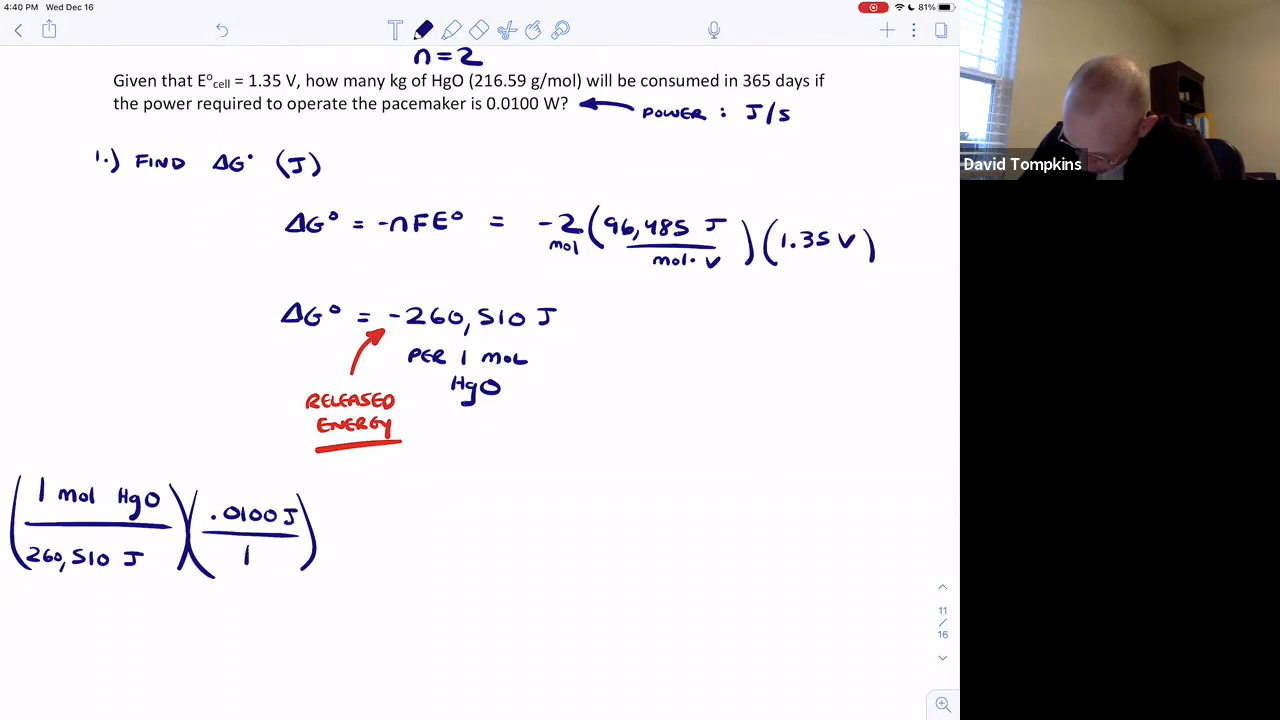 4:40 PM Wed Dec 16
81%
n = 2
Given that E°cell = 1.35 V, how many kg of HgO (216.59 g/mol) will be consumed in 365 days if
the power required to operate the pacemaker is 0.0100 W?
POWER : J/s
1.) FIND ΔG° (J)
ΔG° = -nFE° = -2 mol (96,485 J / mol·V) (1.35 V)
ΔG° = -260,510 J
PER 1 MOL
HgO
RELEASED
ENERGY
(1 mol HgO / 260,510 J) (.0100 J / 1)
11
/
16
David Tompkins